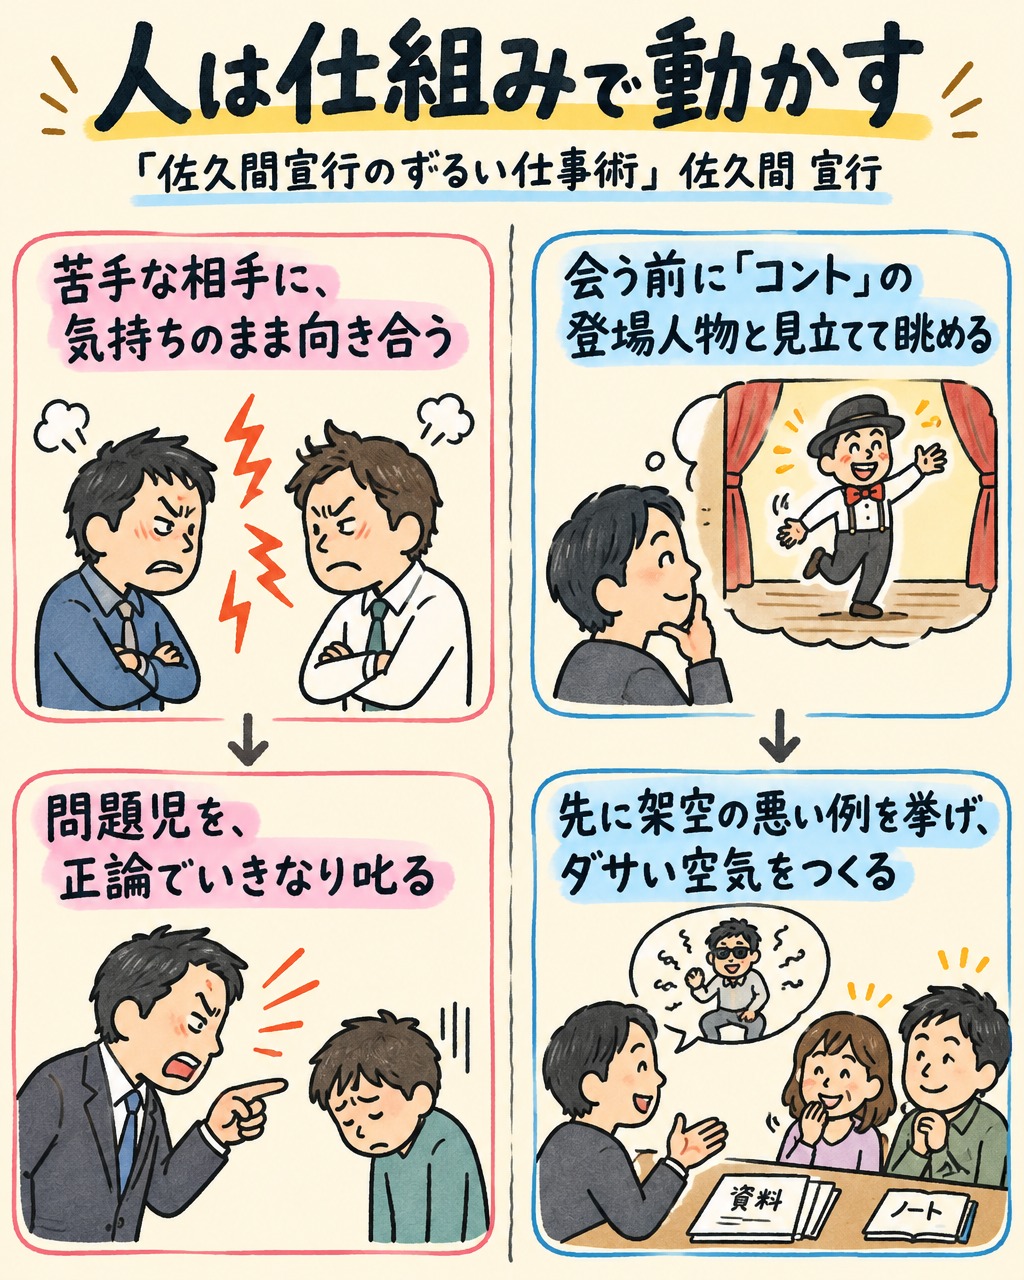 人は仕組みで動かす
「佐久間宣行のずるい仕事術」佐久間 宣行
苦手な相手に、
気持ちのまま向き合う
会う前に「コント」の
登場人物と見立てて眺める
問題児を、
正論でいきなり叱る
先に架空の悪い例を挙げ、
ダサい空気をつくる
資料
ノート